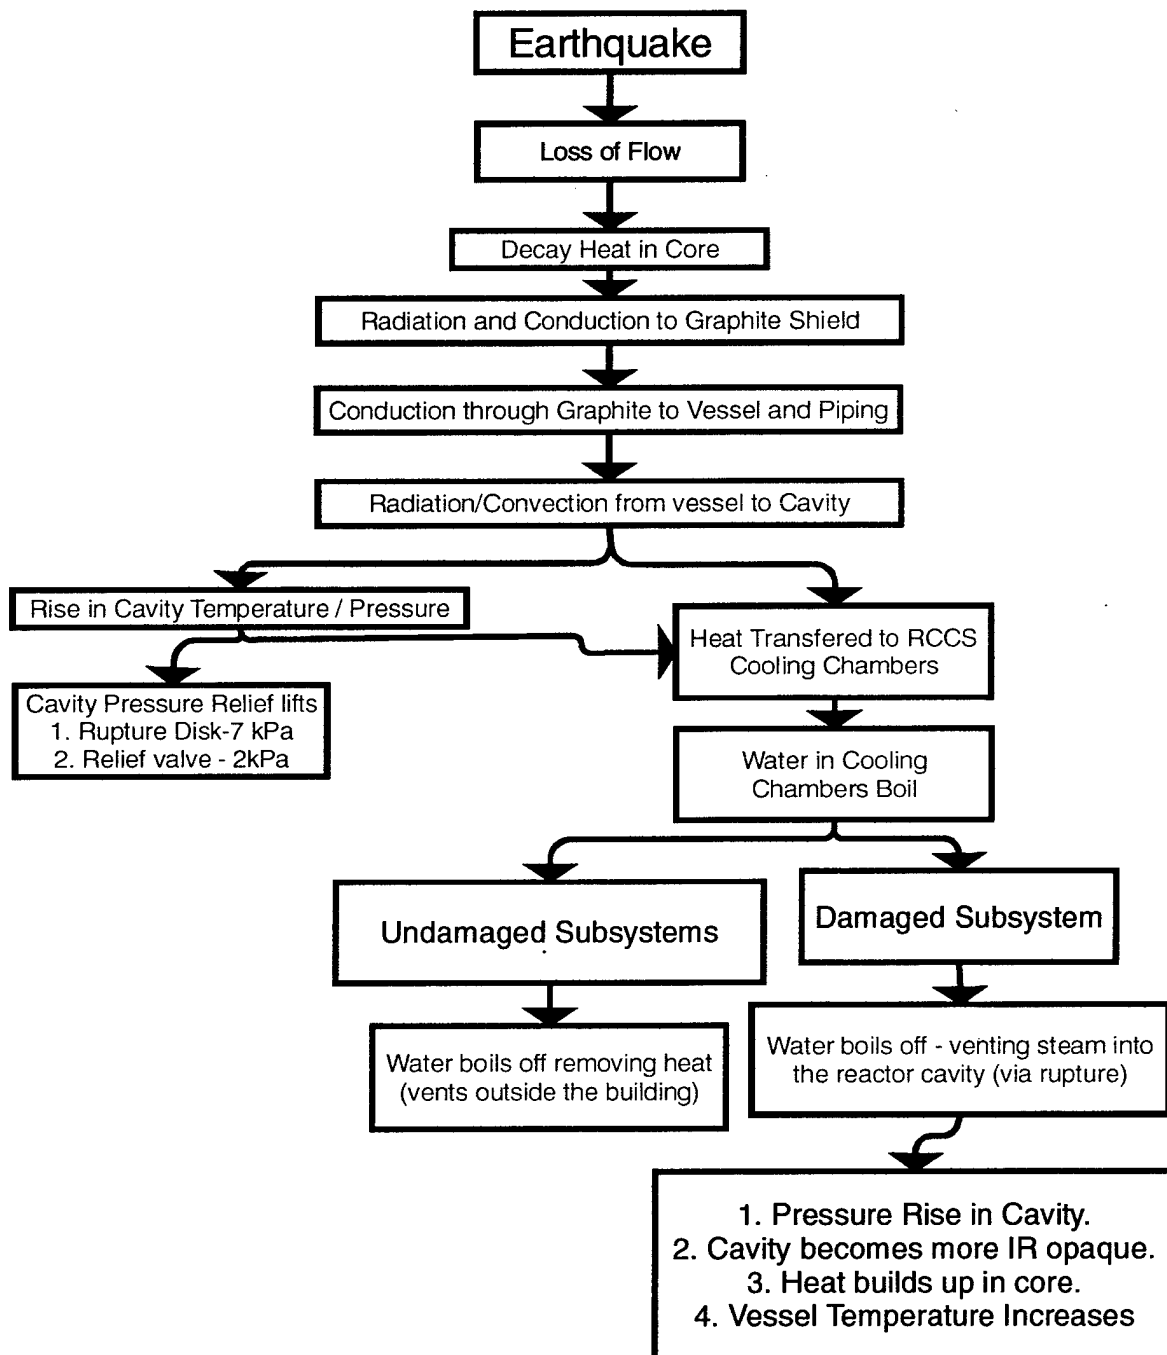 Earthquake
Loss of Flow
Decay Heat in Core
Radiation and Conduction to Graphite Shield
Conduction through Graphite to Vessel and Piping
Radiation/Convection from vessel to Cavity
Rise in Cavity Temperature / Pressure
Heat Transfered to RCCS
Cooling Chambers
Cavity Pressure Relief lifts
1. Rupture Disk-7 kPa
2. Relief valve - 2kPa
Water in Cooling
Chambers Boil
Undamaged Subsystems
Damaged Subsystem
Water boils off removing heat
(vents outside the building)
Water boils off - venting steam into
the reactor cavity (via rupture)
1. Pressure Rise in Cavity.
2. Cavity becomes more IR opaque.
3. Heat builds up in core.
4. Vessel Temperature Increases